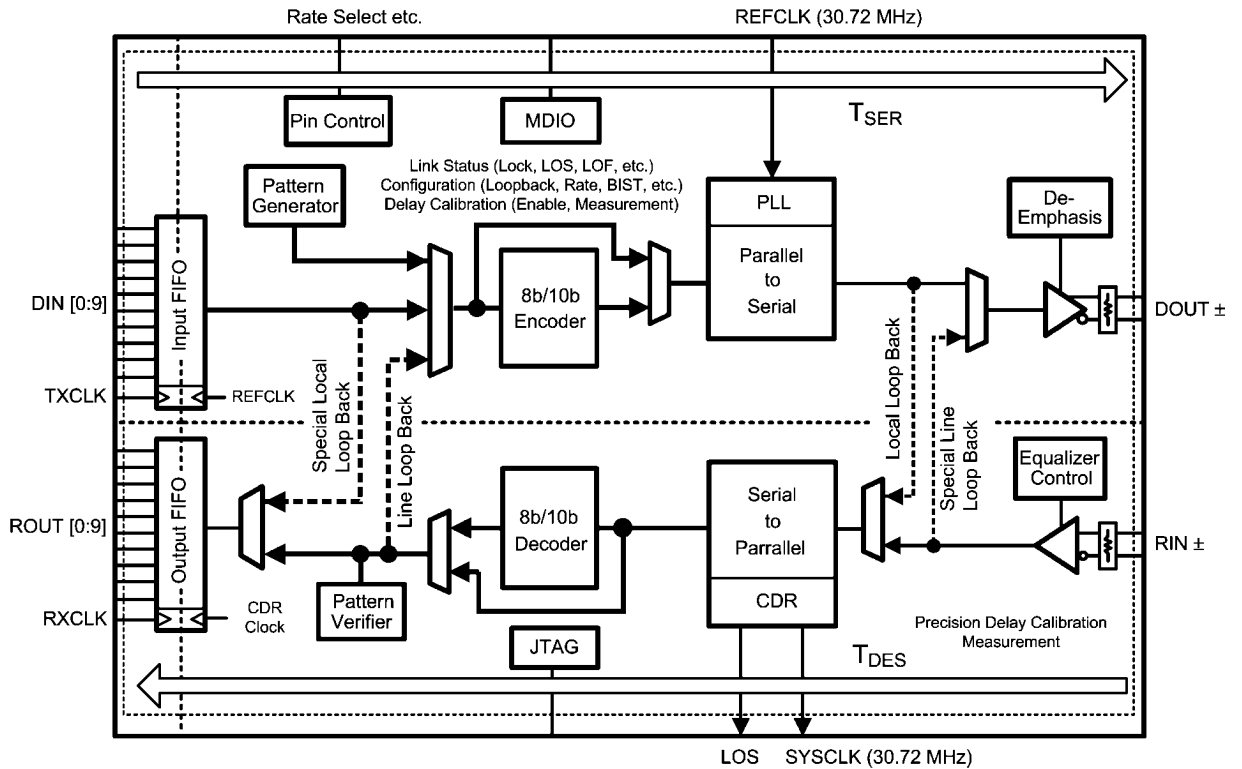 Rate Select etc.
REFCLK (30.72 MHz)
Pin Control
MDIO
TSER
Link Status (Lock, LOS, LOF, etc.)
Configuration (Loopback, Rate, BIST, etc.)
Delay Calibration (Enable, Measurement)
Pattern
Generator
PLL
Parallel
to
Serial
De-
Emphasis
8b/10b
Encoder
Input FIFO
DIN [0:9]
DOUT ±
TXCLK
REFCLK
Special Local
Loop Back
Line Loop Back
Local Loop Back
Special Line
Loop Back
Equalizer
Control
Output FIFO
ROUT [0:9]
8b/10b
Decoder
Serial
to
Parrallel
CDR
RIN ±
RXCLK
CDR
Clock
Pattern
Verifier
JTAG
Precision Delay Calibration
Measurement
TDES
LOS
SYSCLK (30.72 MHz)